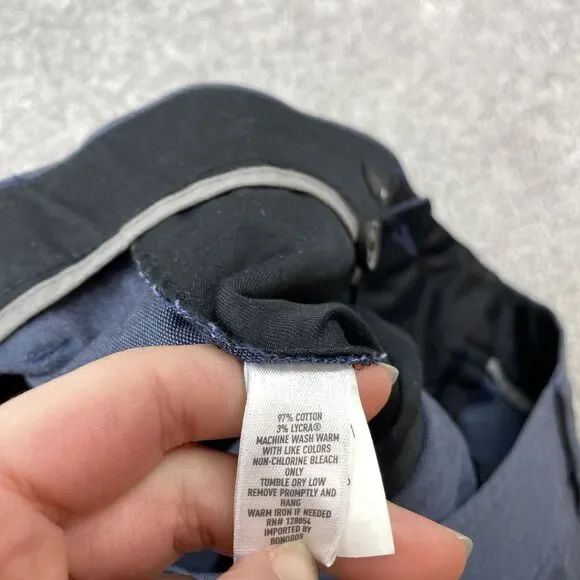 97% COTTON
3% LYCRA®
MACHINE WASH WARM
WITH LIKE COLORS
NON-CHLORINE BLEACH
ONLY
TUMBLE DRY LOW
REMOVE PROMPTLY AND
HANG
WARM IRON IF NEEDED
RN# 128054
IMPORTED BY
BONOBOS